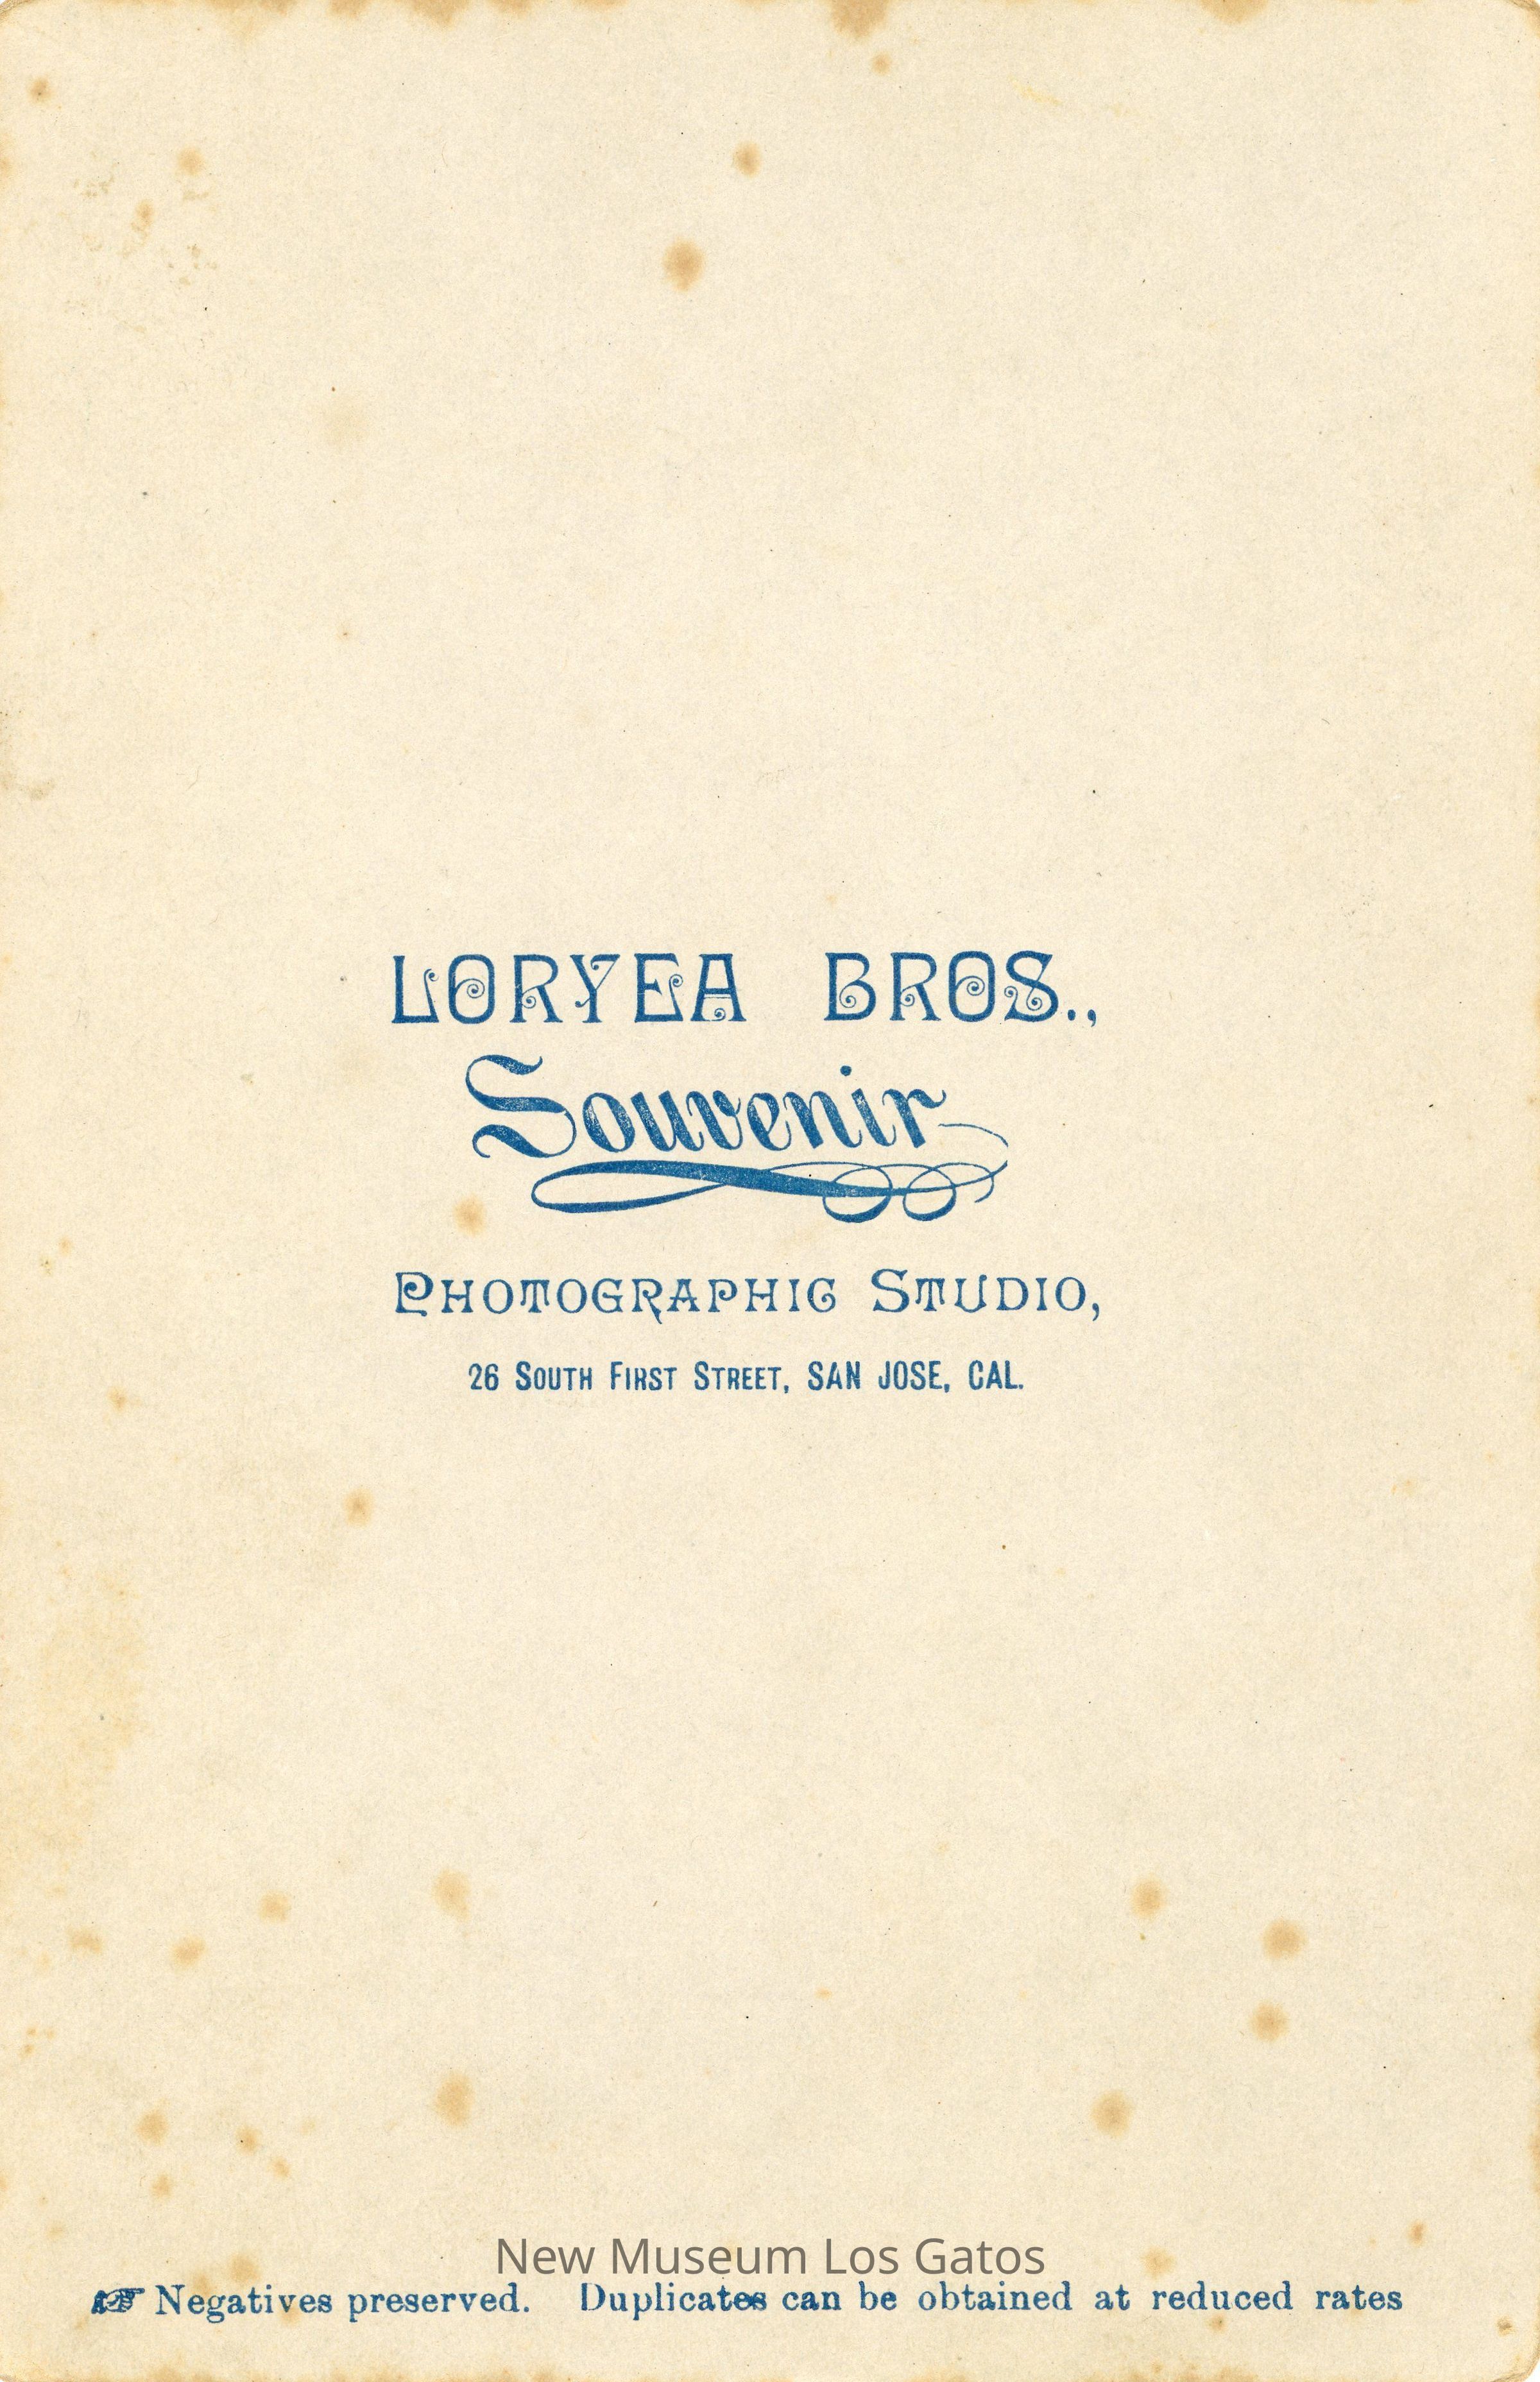 LORYEA BROS.,
Souvenir
PHOTOGRAPHIC STUDIO,
26 SOUTH FIRST STREET, SAN JOSE, CAL.
New Museum Los Gatos
☞ Negatives preserved. Duplicates can be obtained at reduced rates